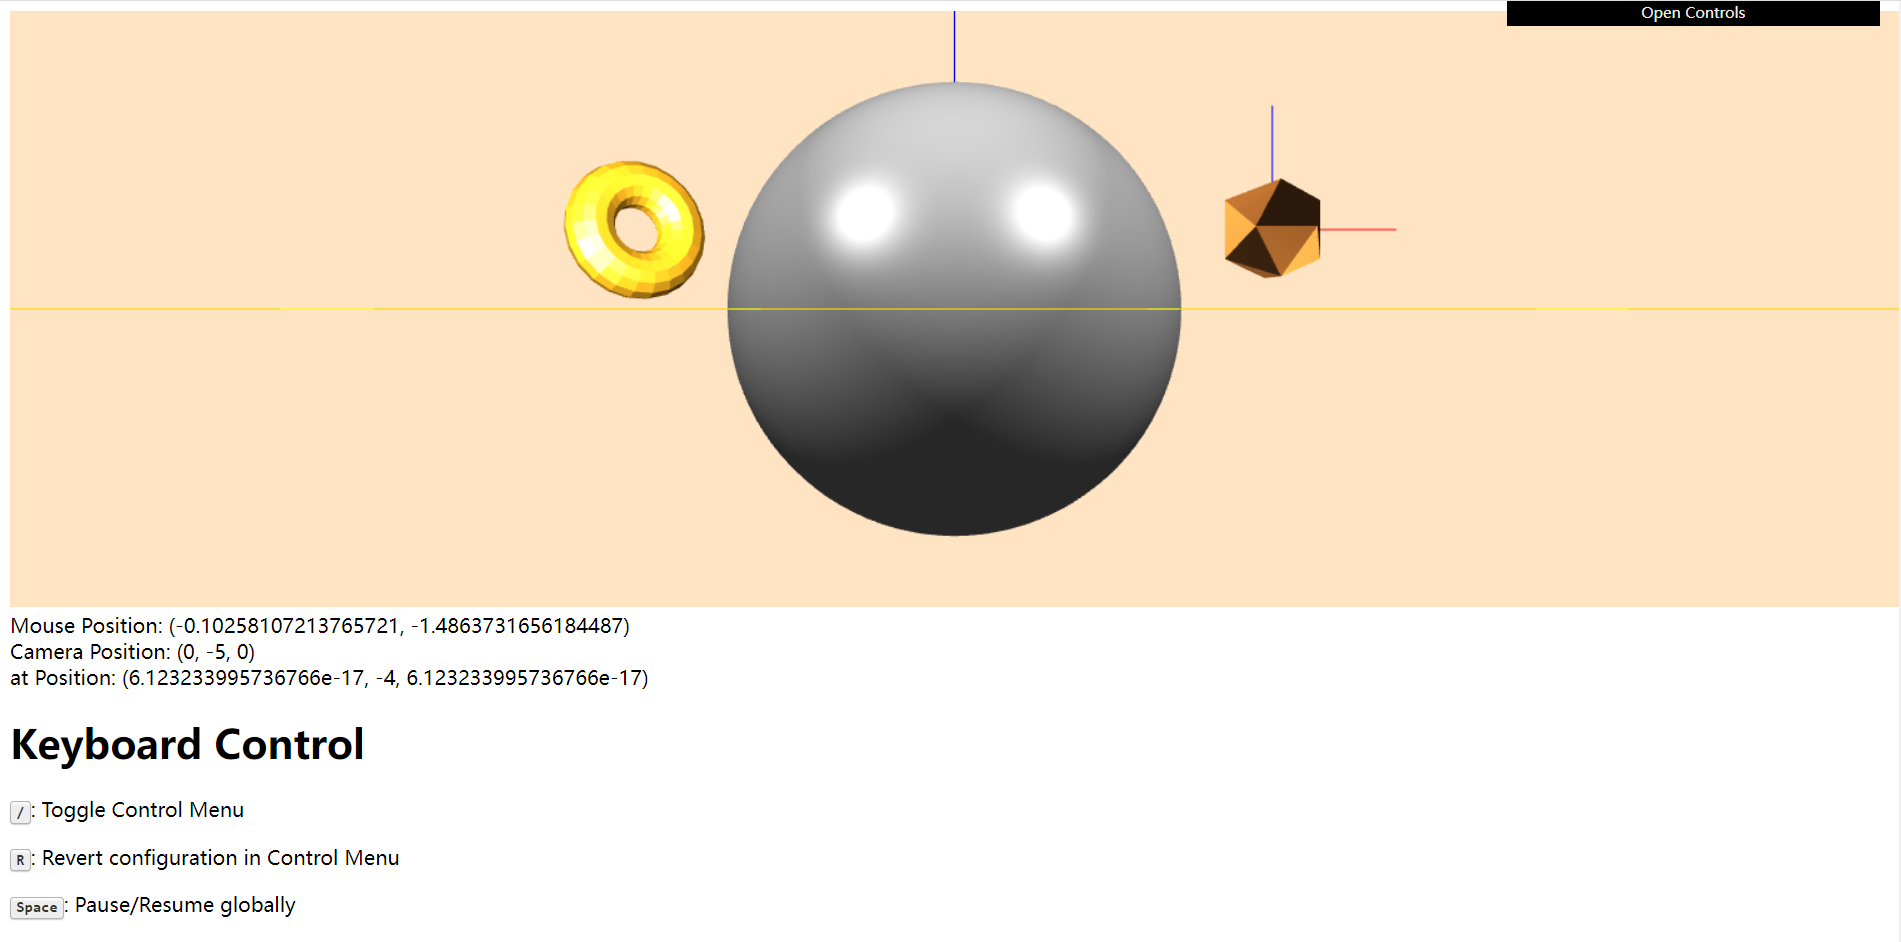 Open Controls
Mouse Position: (-0.10258107213765721, -1.4863731656184487)
Camera Position: (0, -5, 0)
at Position: (6.123233995736766e-17, -4, 6.123233995736766e-17)
Keyboard Control
/: Toggle Control Menu
R: Revert configuration in Control Menu
Space: Pause/Resume globally